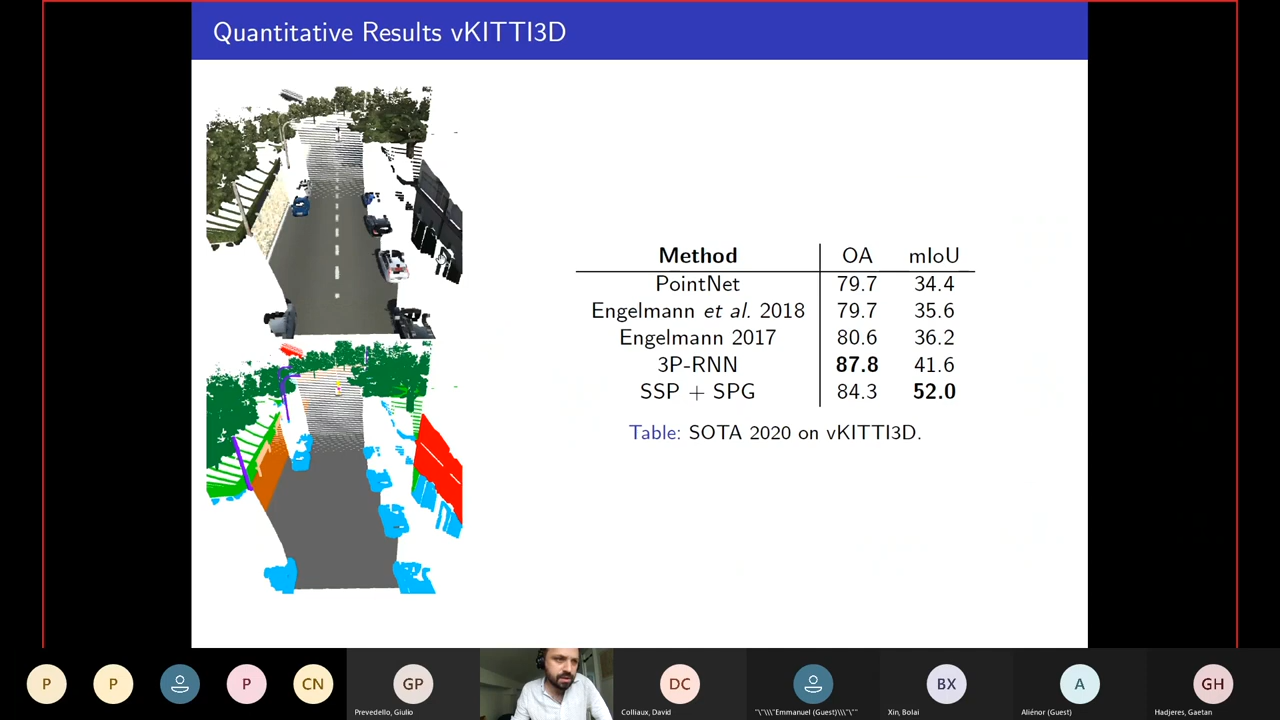 Quantitative Results vKITTI3D
Method OA mIoU
PointNet 79.7 34.4
Engelmann et al. 2018 79.7 35.6
Engelmann 2017 80.6 36.2
3P-RNN 87.8 41.6
SSP + SPG 84.3 52.0
Table: SOTA 2020 on vKITTI3D.
P P P CN GP DC BX A GH
Prevedello, Giulio
Colliaux, David
"\"\\\"Emmanuel (Guest)\\\"\""
Xin, Bolai
Aliénor (Guest)
Hadjeres, Gaetan